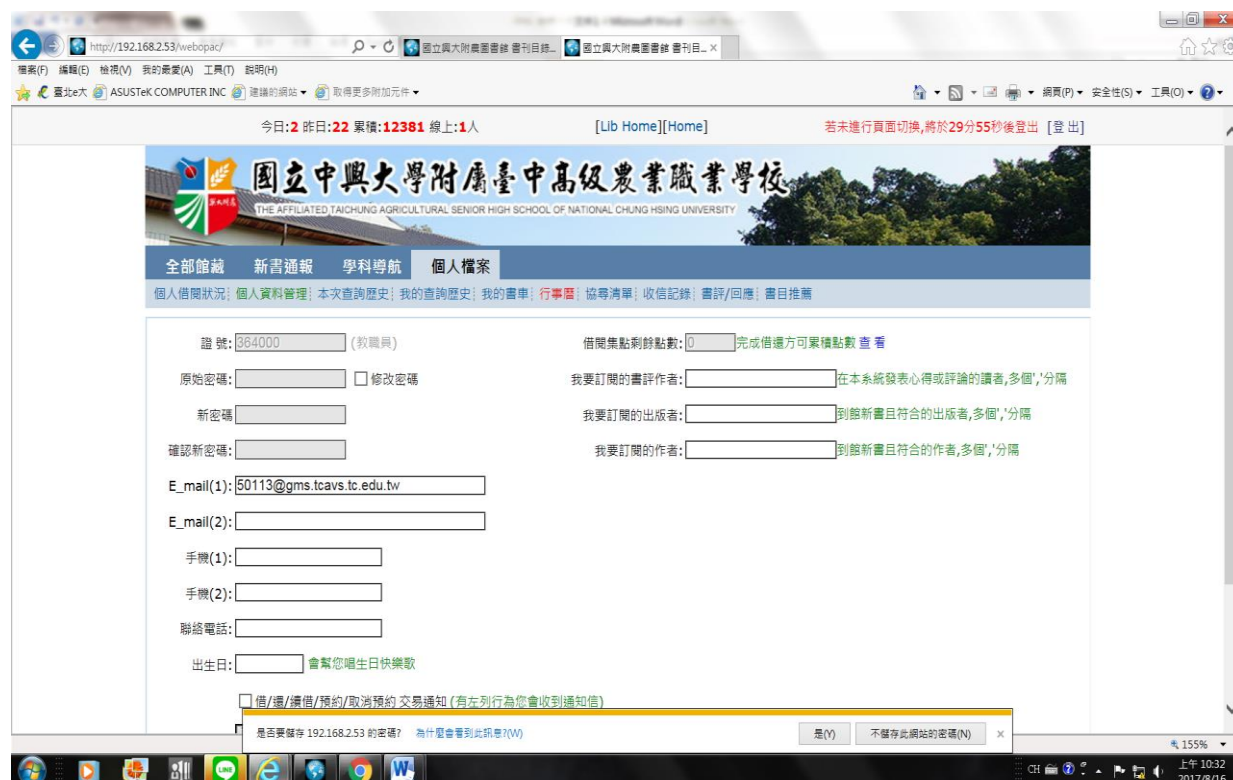 http://192.168.2.53/webopac/
國立興大附農圖書館 書刊目錄...
國立興大附農圖書館 書刊目...
檔案(F) 編輯(E) 檢視(V) 我的最愛(A) 工具(T) 說明(H)
臺北e大 ASUSTeK COMPUTER INC 建議的網站 取得更多附加元件 網頁(P) 安全性(S) 工具(O)
今日:2 昨日:22 累積:12381 線上:1人 [Lib Home][Home] 若未進行頁面切換,將於29分55秒後登出 [登 出]
國立中興大學附屬臺中高級農業職業學校
THE AFFILIATED TAICHUNG AGRICULTURAL SENIOR HIGH SCHOOL OF NATIONAL CHUNG HSING UNIVERSITY
全部館藏 新書通報 學科導航 個人檔案
個人借閱狀況 個人資料管理 本次查詢歷史 我的查詢歷史 我的書車 行事曆 協尋清單 收信記錄 書評/回應 書目推薦
證 號: 364000 (教職員) 借閱集點剩餘點數: 0 完成借還方可累積點數 查 看
原始密碼: 修改密碼 我要訂閱的書評作者: 在本系統發表心得或評論的讀者,多個','分隔
新密碼 我要訂閱的出版者: 到館新書且符合的出版者,多個','分隔
確認新密碼: 我要訂閱的作者: 到館新書且符合的作者,多個','分隔
E_mail(1): 50113@gms.tcavs.tc.edu.tw
E_mail(2):
手機(1):
手機(2):
聯絡電話:
出生日: 會幫您唱生日快樂歌
借/還/續借/預約/取消預約 交易通知 (有左列行為您會收到通知信)
是否要儲存 192.168.2.53 的密碼? 為什麼會看到此訊息?(W) 是(Y) 不儲存此網站的密碼(N)
155%
LINE CH 上午 10:32
2017/8/16